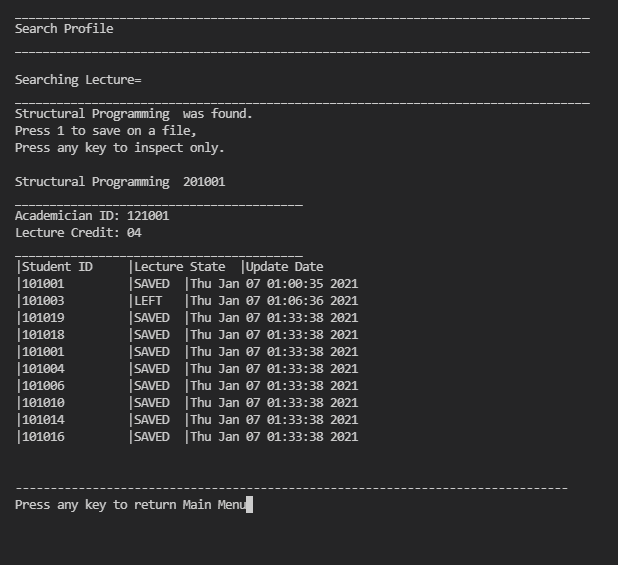 Search Profile
Searching Lecture=
Structural Programming  was found.
Press 1 to save on a file,
Press any key to inspect only.
Structural Programming  201001
Academician ID: 121001
Lecture Credit: 04
|Student ID     |Lecture State  |Update Date
|101001         |SAVED  |Thu Jan 07 01:00:35 2021
|101003         |LEFT   |Thu Jan 07 01:06:36 2021
|101019         |SAVED  |Thu Jan 07 01:33:38 2021
|101018         |SAVED  |Thu Jan 07 01:33:38 2021
|101001         |SAVED  |Thu Jan 07 01:33:38 2021
|101004         |SAVED  |Thu Jan 07 01:33:38 2021
|101006         |SAVED  |Thu Jan 07 01:33:38 2021
|101010         |SAVED  |Thu Jan 07 01:33:38 2021
|101014         |SAVED  |Thu Jan 07 01:33:38 2021
|101016         |SAVED  |Thu Jan 07 01:33:38 2021
-------------------------------------------------------------------------------
Press any key to return Main Menu